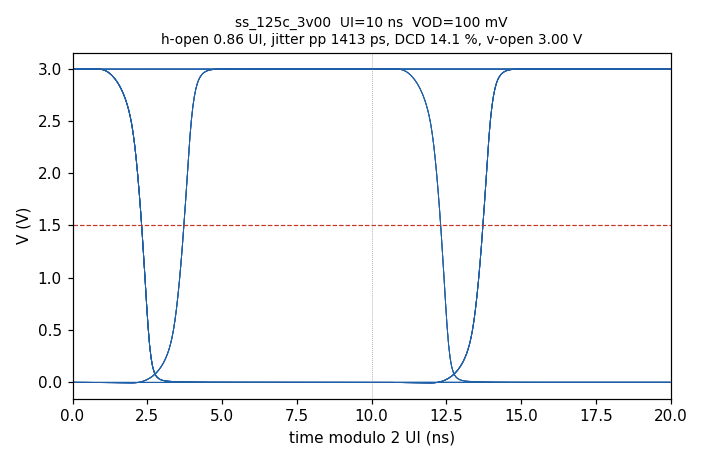 ss_125c_3v00  UI=10 ns  VOD=100 mV
h-open 0.86 UI, jitter pp 1413 ps, DCD 14.1 %, v-open 3.00 V
V (V)
3.0
2.5
2.0
1.5
1.0
0.5
0.0
0.0 2.5 5.0 7.5 10.0 12.5 15.0 17.5 20.0
time modulo 2 UI (ns)